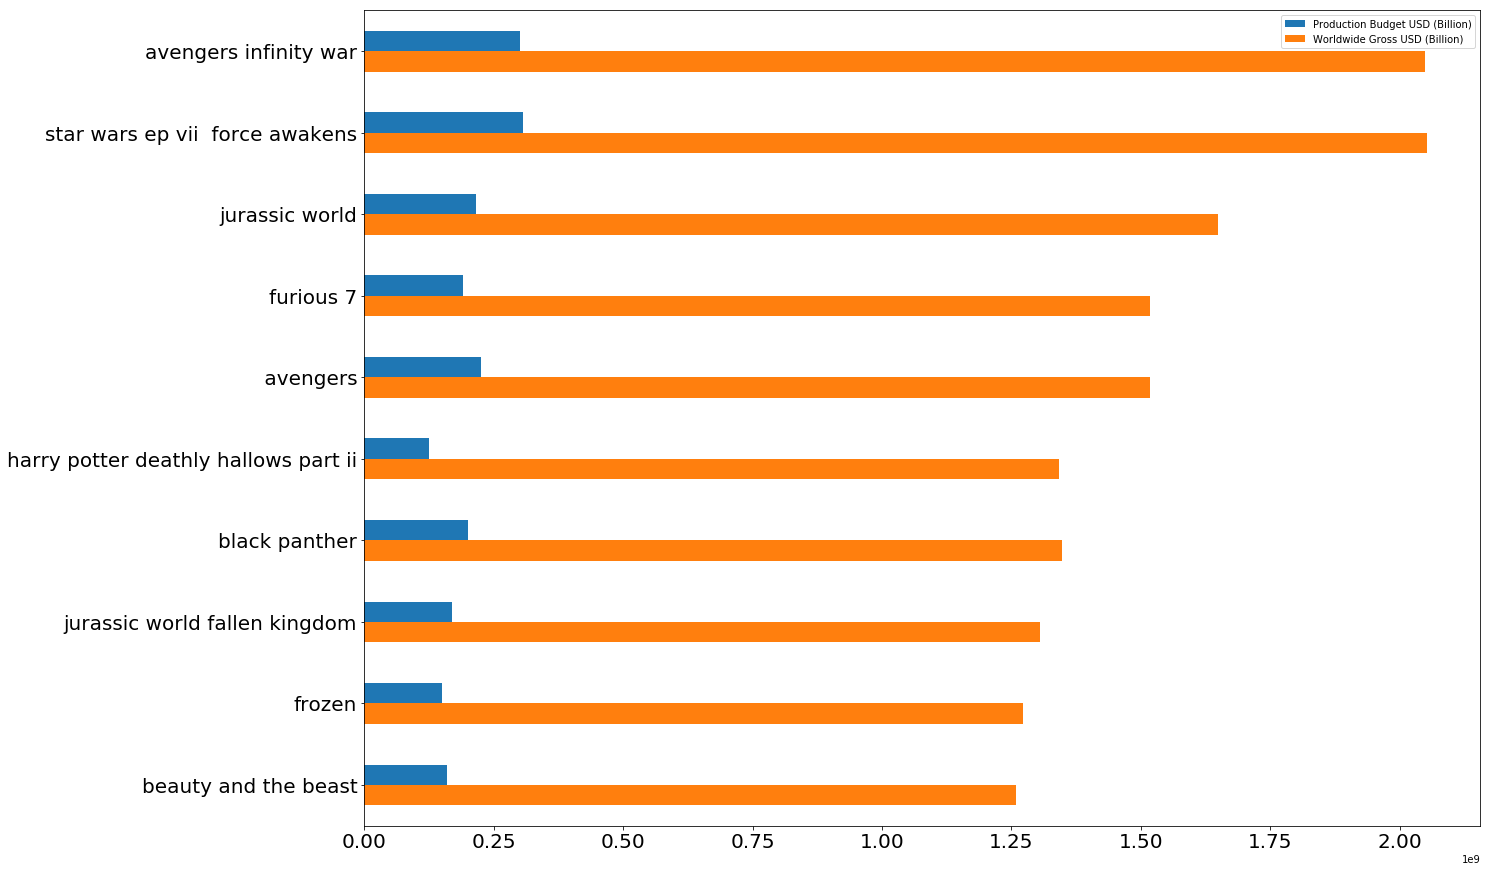 Production Budget USD (Billion)
Worldwide Gross USD (Billion)
avengers infinity war
star wars ep vii  force awakens
jurassic world
furious 7
avengers
harry potter deathly hallows part ii
black panther
jurassic world fallen kingdom
frozen
beauty and the beast
0.00 0.25 0.50 0.75 1.00 1.25 1.50 1.75 2.00
1e9